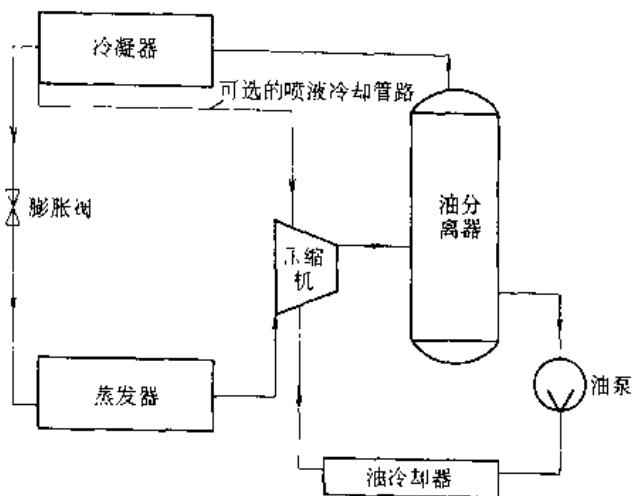 冷凝器
可选的喷液冷却管路
膨胀阀
油分
离器
压缩
机
蒸发器
油泵
油冷却器